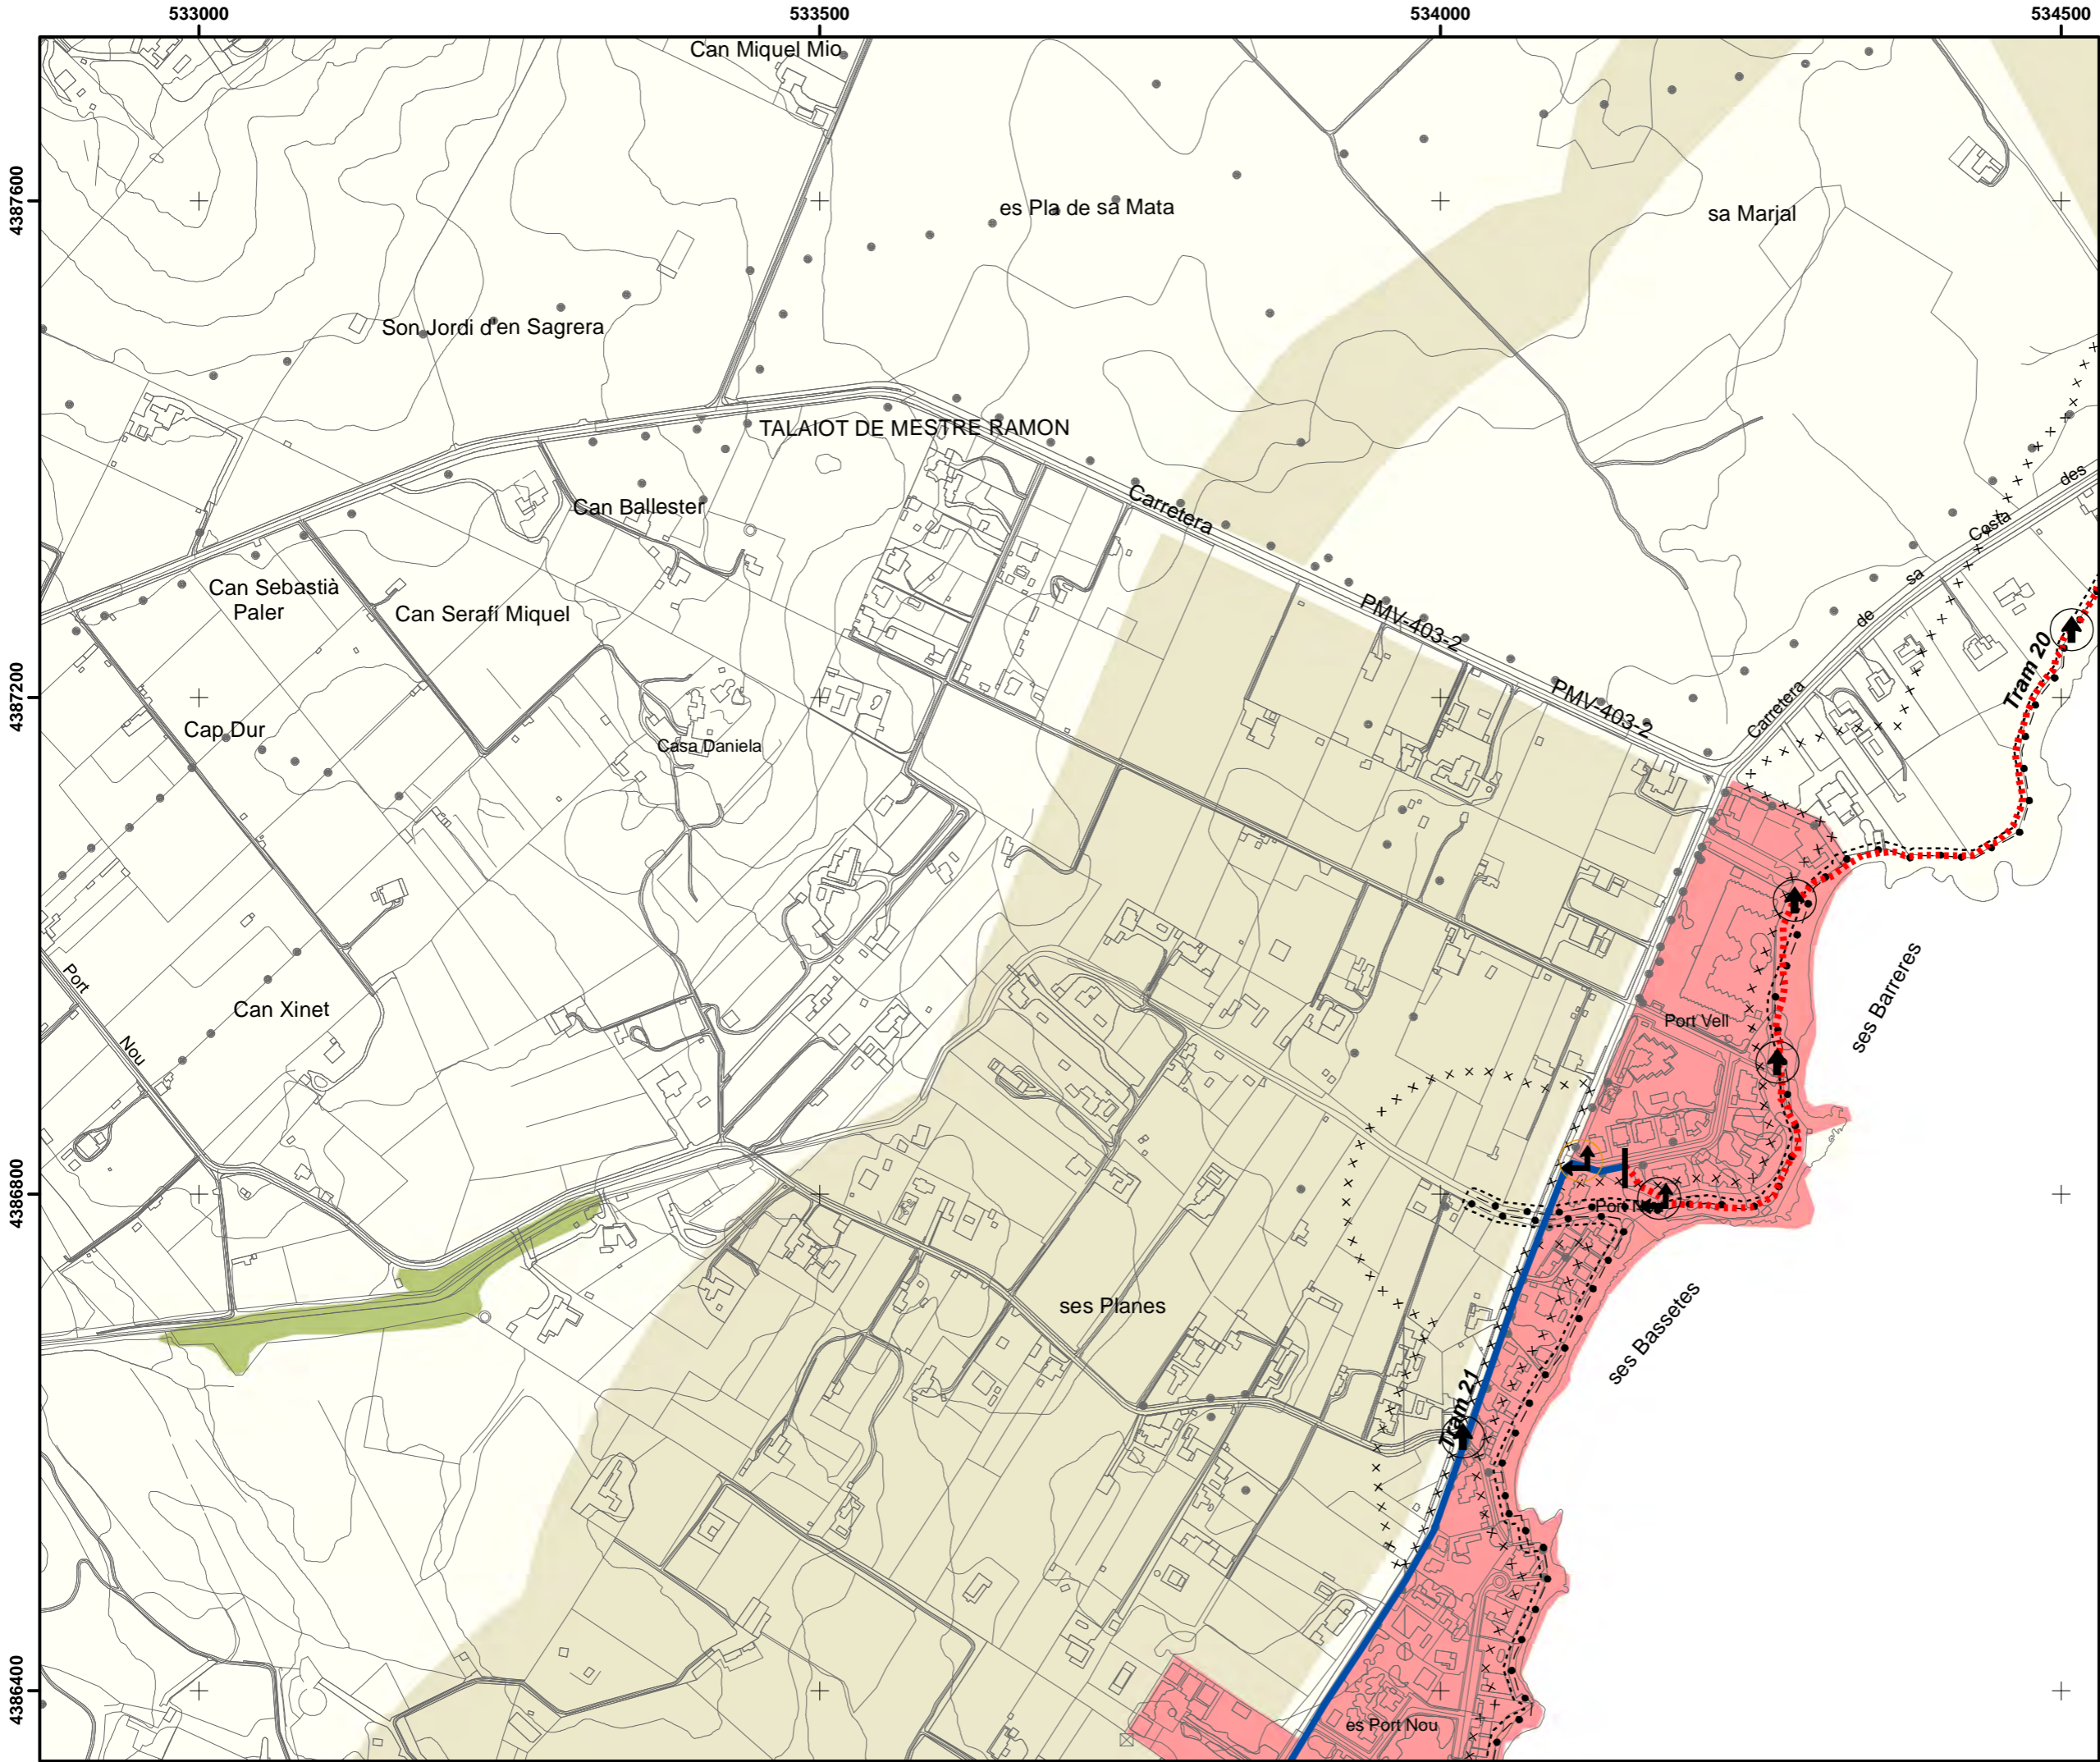 533000
533500
534000
534500
4387600
4387200
4386800
4386400
Can Miquel Mio
es Pla de sa Mata
sa Marjal
Son Jordi d'en Sagrera
TALAIOT DE MESTRE RAMON
Can Ballester
Carretera
PMV-403-2
PMV-403-2
Carretera
de
sa
Costa
des
Can Sebastià
Paler
Can Serafí Miquel
Tram 20
Cap Dur
Casa Daniela
Port
Nou
Can Xinet
Port Vell
ses Barreres
ses Planes
ses Bassetes
Tram 21
es Port Nou